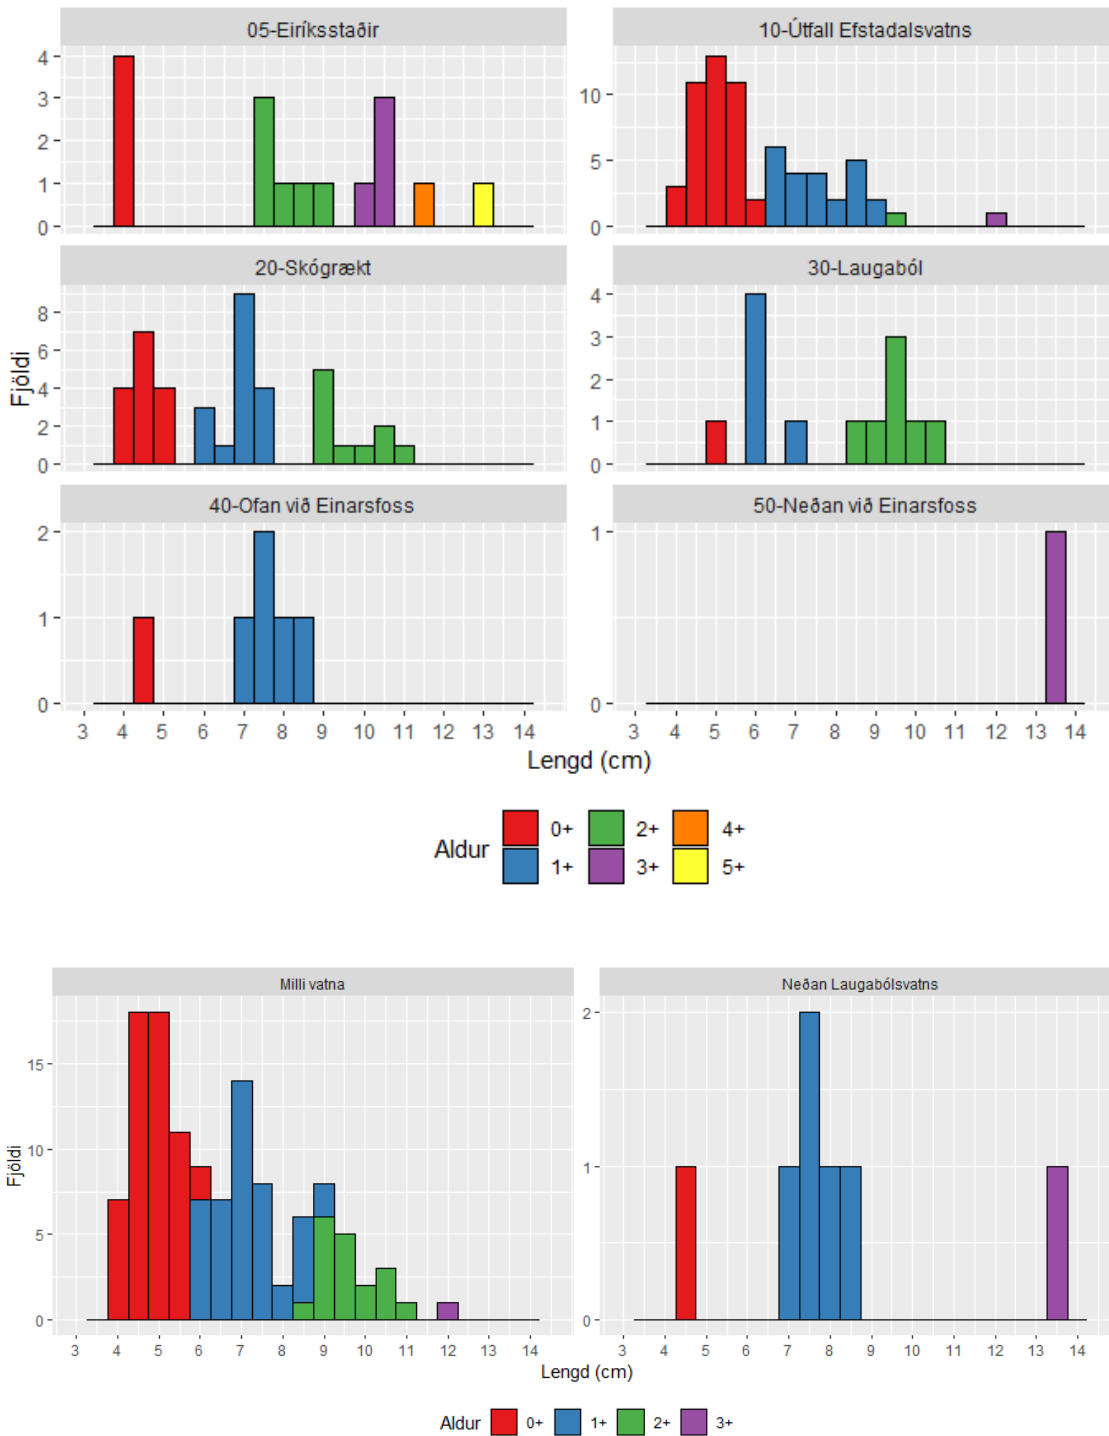 05-Eiríksstaðir
10-Útfall Efstadalsvatns
4
3
2
1
0
10
5
0
20-Skógrækt
30-Laugaból
Fjöldi
8
6
4
2
0
4
3
2
1
0
40-Ofan við Einarsfoss
50-Neðan við Einarsfoss
2
1
0
1
0
3 4 5 6 7 8 9 10 11 12 13 14
3 4 5 6 7 8 9 10 11 12 13 14
Lengd (cm)
Aldur
0+ 2+ 4+
1+ 3+ 5+
Milli vatna
Neðan Laugabólsvatns
Fjöldi
15
10
5
0
2
1
0
3 4 5 6 7 8 9 10 11 12 13 14
3 4 5 6 7 8 9 10 11 12 13 14
Lengd (cm)
Aldur 0+ 1+ 2+ 3+